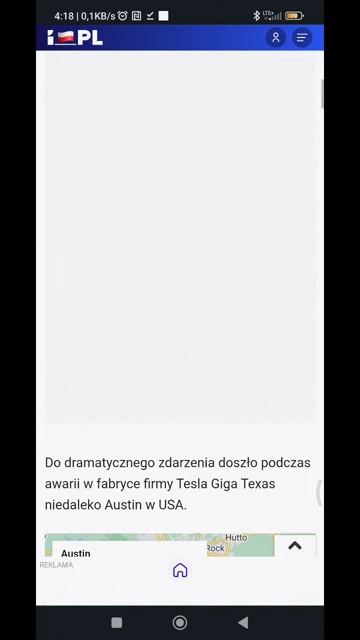 4:18 | 0,1KB/s
i PL
Do dramatycznego zdarzenia doszło podczas
awarii w fabryce firmy Tesla Giga Texas
niedaleko Austin w USA.
Hutto
Rock
Austin
REKLAMA